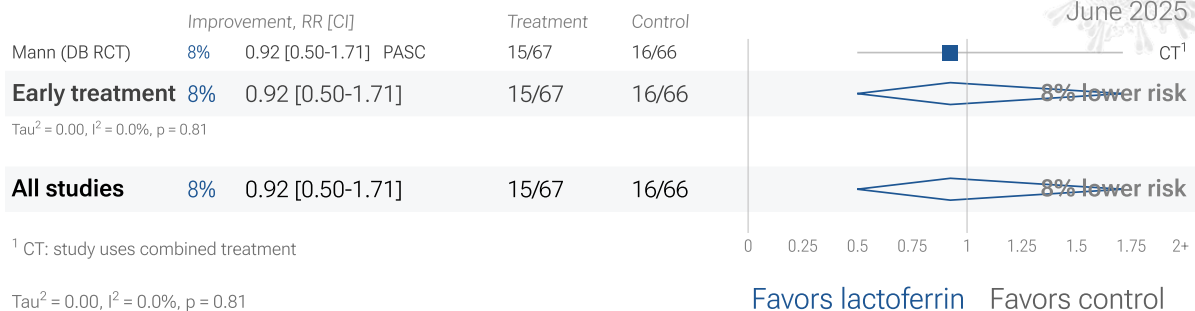 June 2025
Improvement, RR [CI] Treatment Control
Mann (DB RCT) 8% 0.92 [0.50-1.71] PASC 15/67 16/66 CT¹
Early treatment 8% 0.92 [0.50-1.71] 15/67 16/66 8% lower risk
Tau² = 0.00, I² = 0.0%, p = 0.81
All studies 8% 0.92 [0.50-1.71] 15/67 16/66 8% lower risk
0 0.25 0.5 0.75 1 1.25 1.5 1.75 2+
¹ CT: study uses combined treatment
Tau² = 0.00, I² = 0.0%, p = 0.81
Favors lactoferrin Favors control